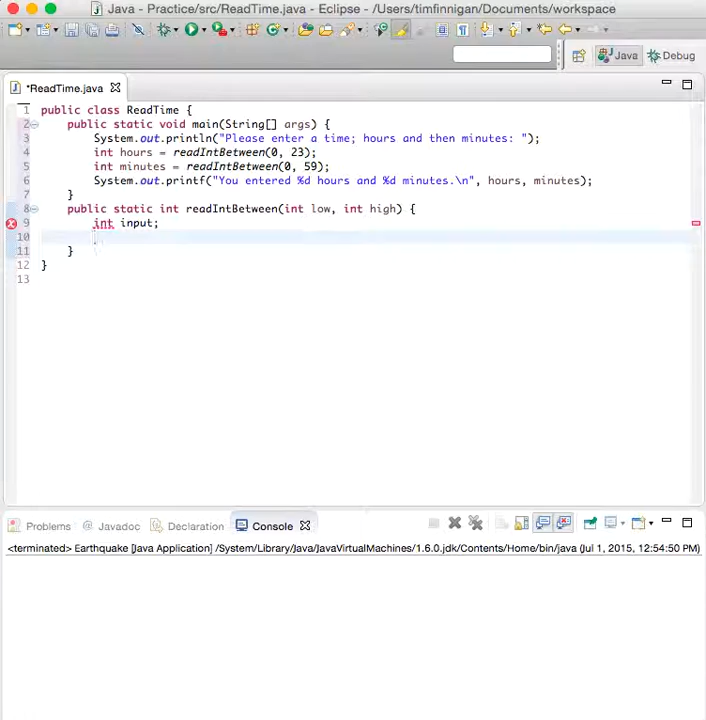 Java - Practice/src/ReadTime.java - Eclipse - /Users/timfinnigan/Documents/workspace
Java
Debug
*ReadTime.java
1 public class ReadTime {
2 public static void main(String[] args) {
3 System.out.println("Please enter a time; hours and then minutes: ");
4 int hours = readIntBetween(0, 23);
5 int minutes = readIntBetween(0, 59);
6 System.out.printf("You entered %d hours and %d minutes.\n", hours, minutes);
7 }
8 public static int readIntBetween(int low, int high) {
9 int input;
10
11 }
12 }
13
Problems
Javadoc
Declaration
Console
<terminated> Earthquake [Java Application] /System/Library/Java/JavaVirtualMachines/1.6.0.jdk/Contents/Home/bin/java (Jul 1, 2015, 12:54:50 PM)